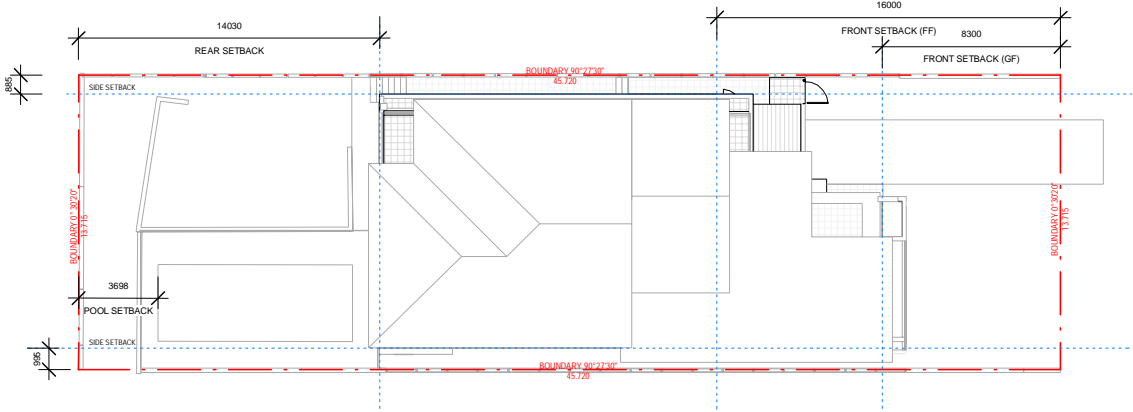 16000
14030
FRONT SETBACK (FF)
8300
REAR SETBACK
FRONT SETBACK (GF)
885
SIDE SETBACK
BOUNDARY 90°27'30"
45.720
BOUNDARY 0°30'20"
13.715
BOUNDARY 0°30'20"
13.715
3698
POOL SETBACK
SIDE SETBACK
995
BOUNDARY 90°27'30"
45.720